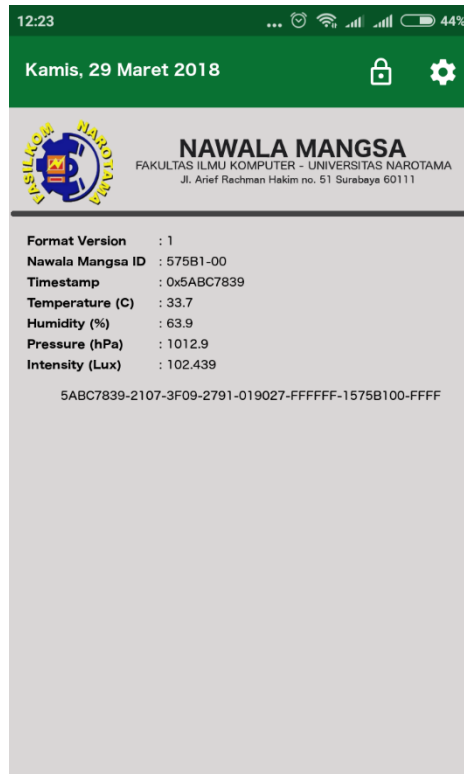 12:23 ... 44%
Kamis, 29 Maret 2018
FASILKOM NAROTAMA
NAWALA MANGSA
FAKULTAS ILMU KOMPUTER - UNIVERSITAS NAROTAMA
Jl. Arief Rachman Hakim no. 51 Surabaya 60111
Format Version : 1
Nawala Mangsa ID : 575B1-00
Timestamp : 0x5ABC7839
Temperature (C) : 33.7
Humidity (%) : 63.9
Pressure (hPa) : 1012.9
Intensity (Lux) : 102.439
5ABC7839-2107-3F09-2791-019027-FFFFFF-1575B100-FFFF